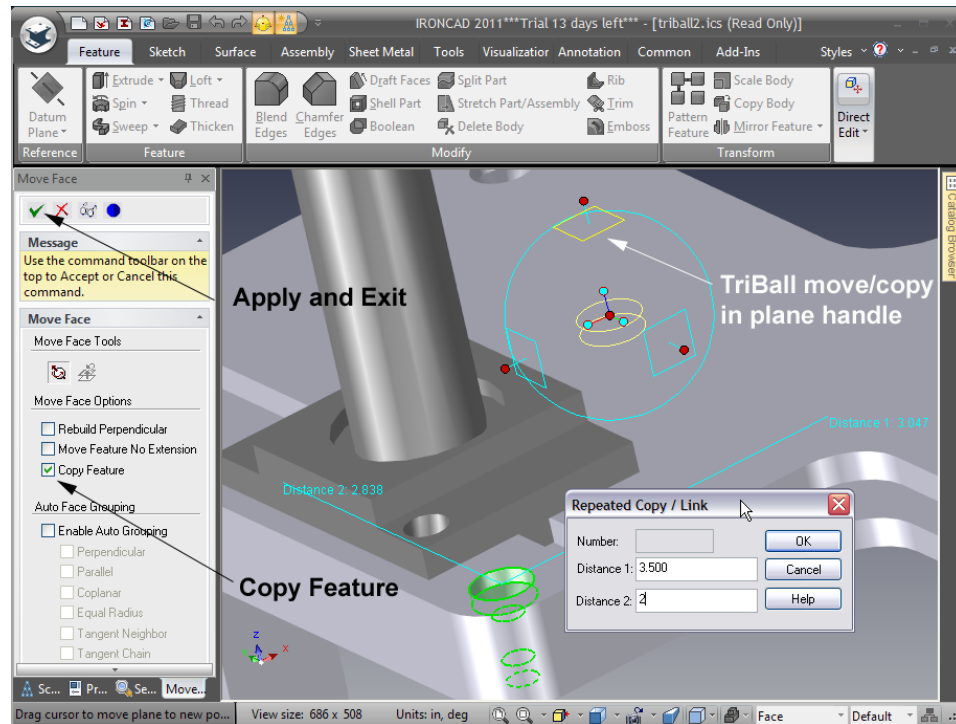 IRONCAD 2011***Trial 13 days left*** - [triball2.ics (Read Only)]
Feature Sketch Surface Assembly Sheet Metal Tools Visualizatior Annotation Common Add-Ins Styles
Extrude Loft Draft Faces Split Part Rib Scale Body
Spin Thread Shell Part Stretch Part/Assembly Trim Copy Body
Sweep Thicken Boolean Delete Body Emboss Mirror Feature
Datum Plane
Blend Edges
Chamfer Edges
Pattern Feature
Direct Edit
Reference Feature Modify Transform
Move Face
Catalog Browser
Message
Use the command toolbar on the
top to Accept or Cancel this
command.
Apply and Exit
TriBall move/copy
in plane handle
Move Face
Move Face Tools
Move Face Options
Rebuild Perpendicular
Move Feature No Extension
Copy Feature
Distance 1: 3.047
Distance 2: 2.838
Auto Face Grouping
Enable Auto Grouping
Perpendicular
Parallel
Coplanar
Equal Radius
Tangent Neighbor
Tangent Chain
Copy Feature
Repeated Copy / Link
Number: OK
Distance 1: 3.500 Cancel
Distance 2: 2 Help
z
x
Sc... Pr... Se... Move...
Drag cursor to move plane to new po... View size: 686 x 508 Units: in, deg Face Default